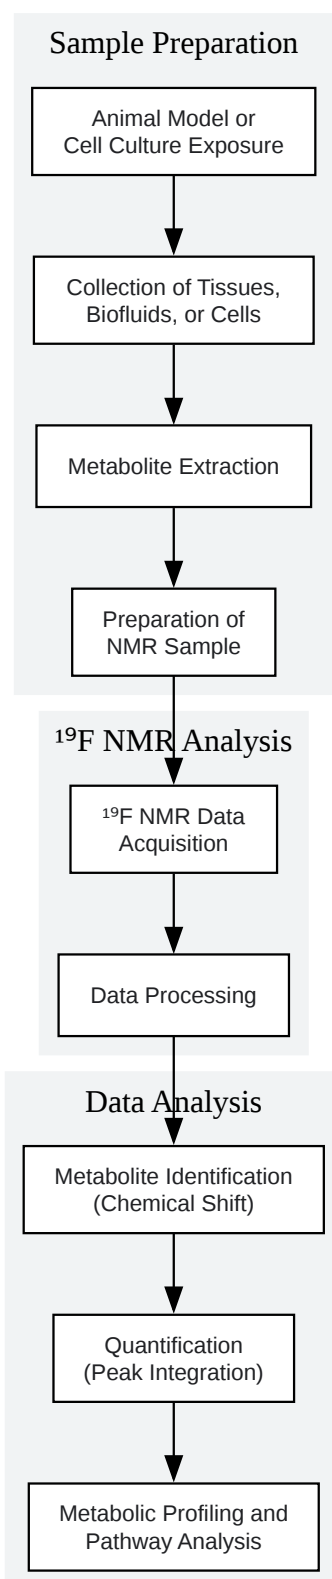 Sample Preparation
Animal Model or
Cell Culture Exposure
Collection of Tissues,
Biofluids, or Cells
Metabolite Extraction
Preparation of
NMR Sample
¹⁹F NMR Analysis
¹⁹F NMR Data
Acquisition
Data Processing
Data Analysis
Metabolite Identification
(Chemical Shift)
Quantification
(Peak Integration)
Metabolic Profiling and
Pathway Analysis